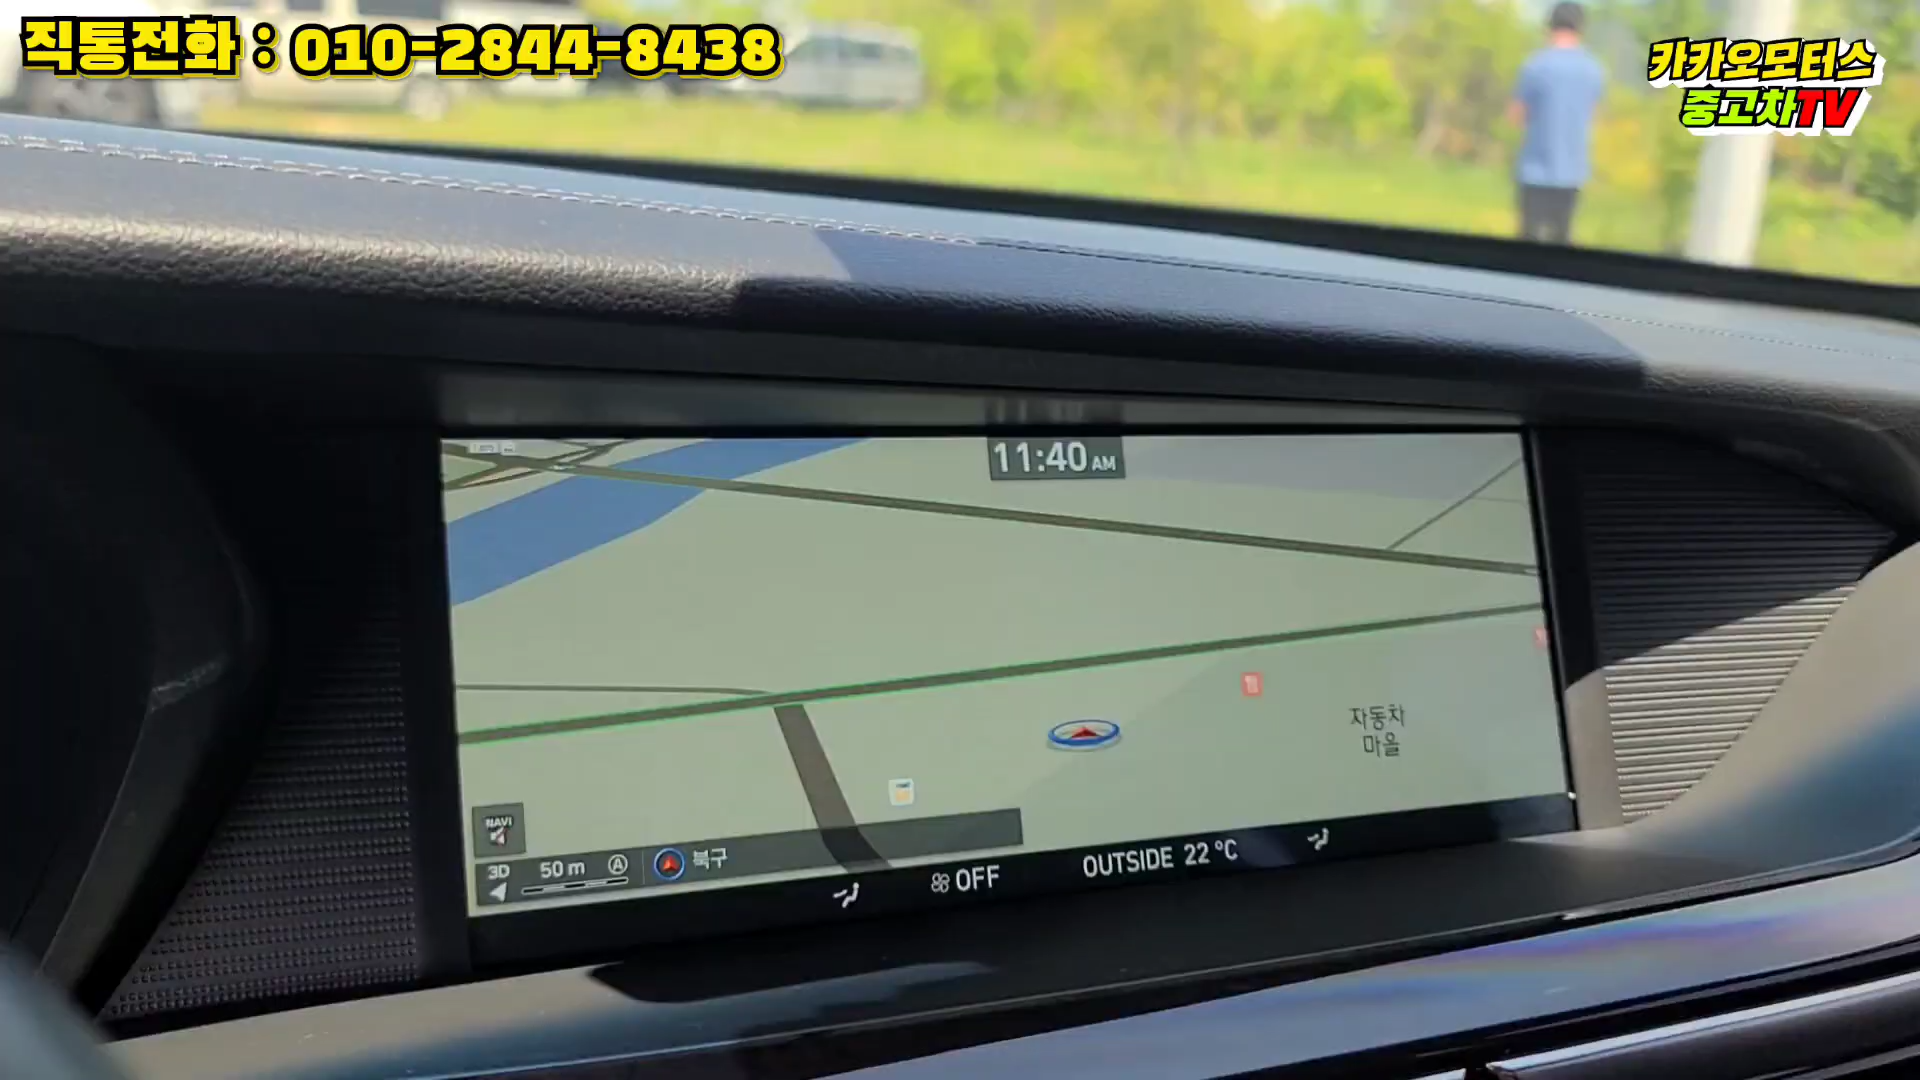 직통전화 : 010-2844-8438
카카오모터스
중고차TV
11:40 AM
자동차
마을
NAVI
3D
50 m
A
북구
OFF
OUTSIDE 22 °C